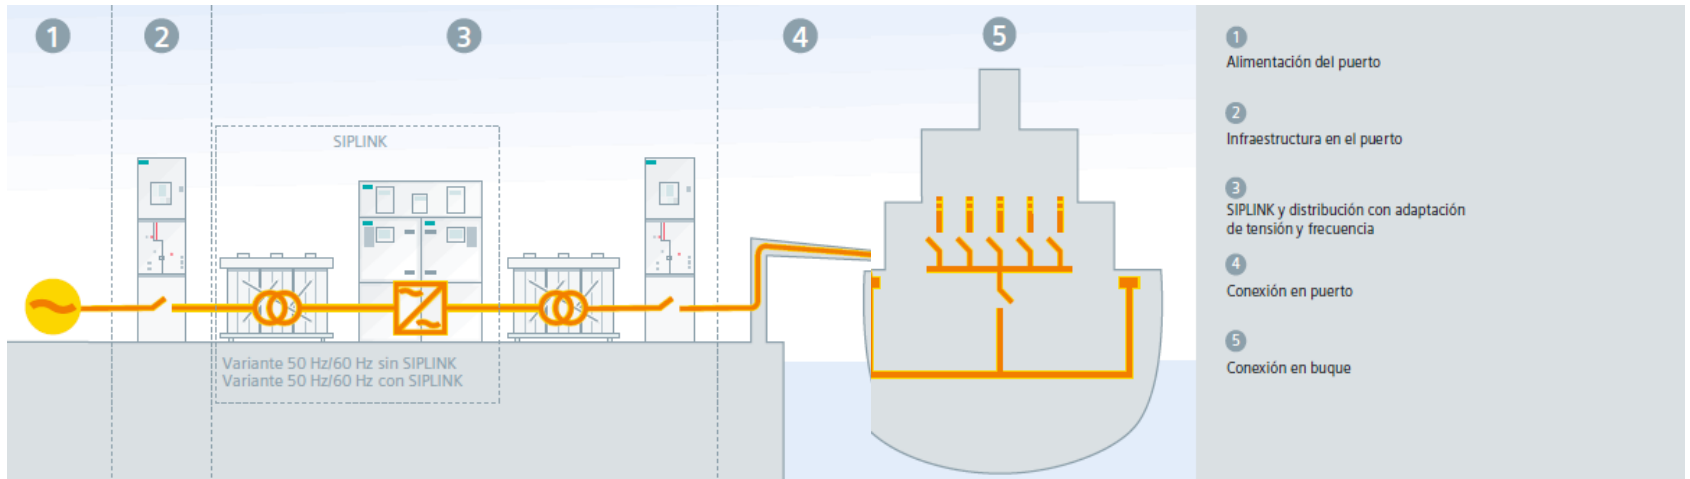 1
2
3
4
5
SIPLINK
Variante 50 Hz/60 Hz sin SIPLINK
Variante 50 Hz/60 Hz con SIPLINK
1
Alimentación del puerto
2
Infraestructura en el puerto
3
SIPLINK y distribución con adaptación
de tensión y frecuencia
4
Conexión en puerto
5
Conexión en buque